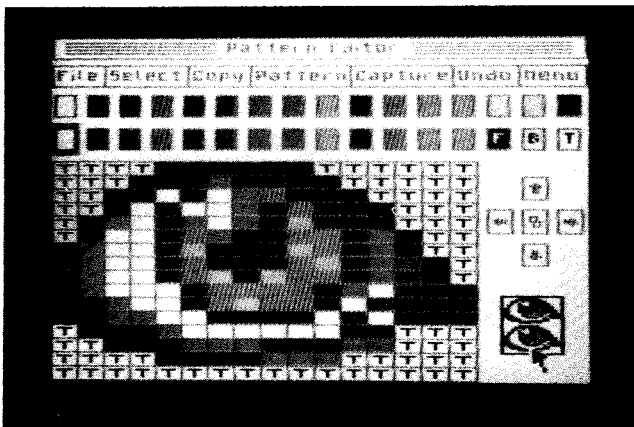 Pattern Editor
File Select Copy Pattern Capture Undo Menu
F B T
T T T T T T T T T T
T T T T T T T T
T T T T T T T
T T T T T T
T T T T T
T T T
T T
T
T T T T
T T T T T
T T T T T T T T T
T T T T T T T T T T T T T T T T